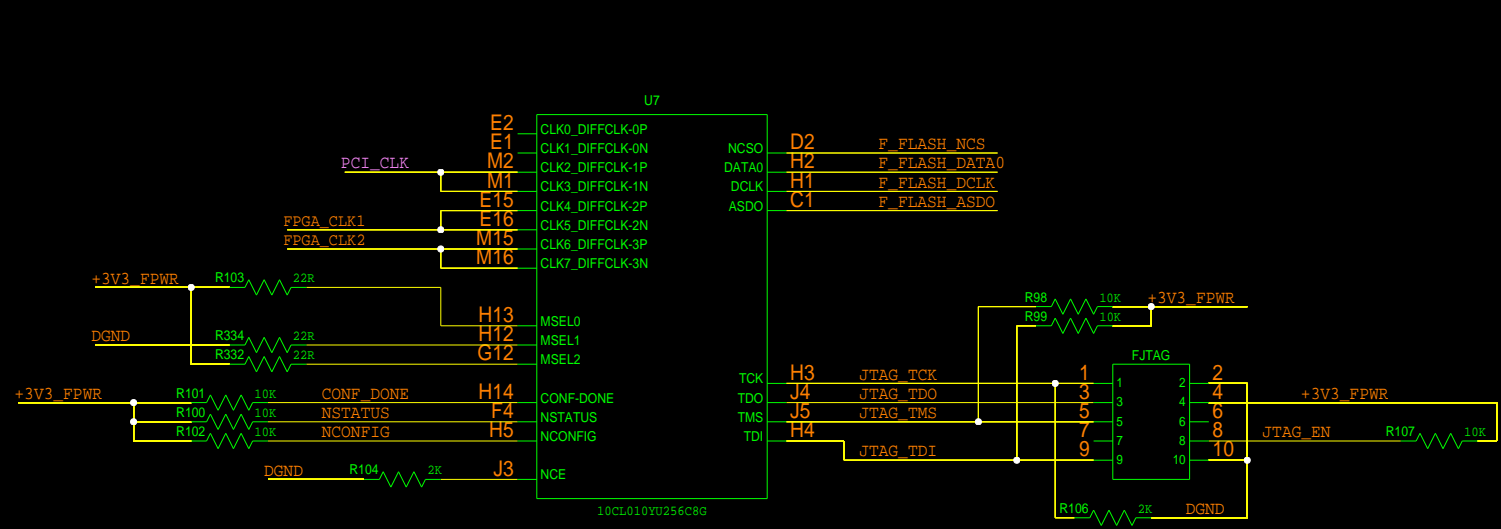 U7
E2 CLK0_DIFFCLK-0P
E1 CLK1_DIFFCLK-0N
PCI_CLK M2 CLK2_DIFFCLK-1P
M1 CLK3_DIFFCLK-1N
E15 CLK4_DIFFCLK-2P
FPGA_CLK1 E16 CLK5_DIFFCLK-2N
FPGA_CLK2 M15 CLK6_DIFFCLK-3P
M16 CLK7_DIFFCLK-3N
NCSO D2 F_FLASH_NCS
DATA0 H2 F_FLASH_DATA0
DCLK H1 F_FLASH_DCLK
ASDO C1 F_FLASH_ASDO
+3V3_FPWR R103 22R
H13 MSEL0
DGND R334 22R H12 MSEL1
R332 22R G12 MSEL2
+3V3_FPWR R101 10K CONF_DONE H14 CONF-DONE
R100 10K NSTATUS F4 NSTATUS
R102 10K NCONFIG H5 NCONFIG
DGND R104 2K J3 NCE
R98 10K +3V3_FPWR
R99 10K
FJTAG
TCK H3 JTAG_TCK 1 1 2 2
TDO J4 JTAG_TDO 3 3 4 4 +3V3_FPWR
TMS J5 JTAG_TMS 5 5 6 6
TDI H4 7 7 8 8 JTAG_EN R107 10K
JTAG_TDI 9 9 10 10
R106 2K DGND
10CL010YU256C8G